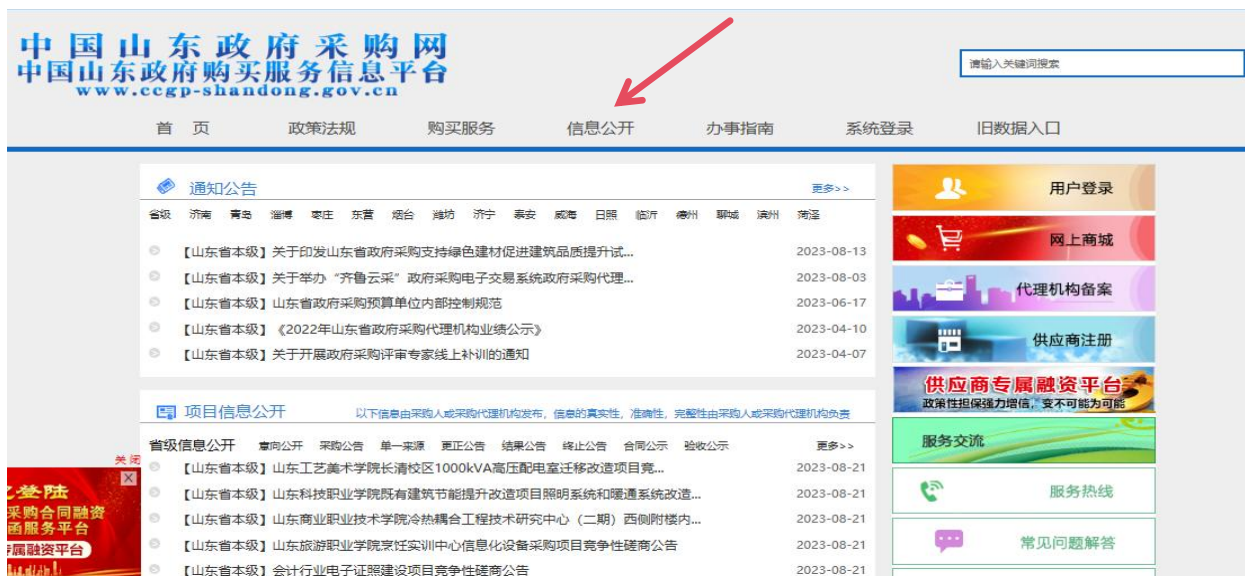 中国山东政府采购网
中国山东政府购买服务信息平台
www.ccgp-shandong.gov.cn
请输入关键词搜索
首 页 政策法规 购买服务 信息公开 办事指南 系统登录 旧数据入口
通知公告 更多>>
省级 济南 青岛 淄博 枣庄 东营 烟台 潍坊 济宁 泰安 威海 日照 临沂 德州 聊城 滨州 菏泽
【山东省本级】关于印发山东省政府采购支持绿色建材促进建筑品质提升试... 2023-08-13
【山东省本级】关于举办“齐鲁云采”政府采购电子交易系统政府采购代理... 2023-08-03
【山东省本级】山东省政府采购预算单位内部控制规范 2023-06-17
【山东省本级】《2022年山东省政府采购代理机构业绩公示》 2023-04-10
【山东省本级】关于开展政府采购评审专家线上补训的通知 2023-04-07
项目信息公开 以下信息由采购人或采购代理机构发布，信息的真实性，准确性，完整性由采购人或采购代理机构负责
省级信息公开 意向公开 采购公告 单一来源 更正公告 结果公告 终止公告 合同公示 验收公示 更多>>
【山东省本级】山东工艺美术学院长清校区1000kVA高压配电室迁移改造项目竞... 2023-08-21
【山东省本级】山东科技职业学院既有建筑节能提升改造项目照明系统和暖通系统改造... 2023-08-21
【山东省本级】山东商业职业技术学院冷热耦合工程技术研究中心（二期）西侧附楼内... 2023-08-21
【山东省本级】山东旅游职业学院烹饪实训中心信息化设备采购项目竞争性磋商公告 2023-08-21
【山东省本级】会计行业电子证照建设项目竞争性磋商公告 2023-08-21
用户登录
网上商城
代理机构备案
供应商注册
供应商专属融资平台
政策性担保强力增信，变不可能为可能
服务交流
服务热线
常见问题解答
关闭
X
登陆
采购合同融资
函服务平台
属融资平台